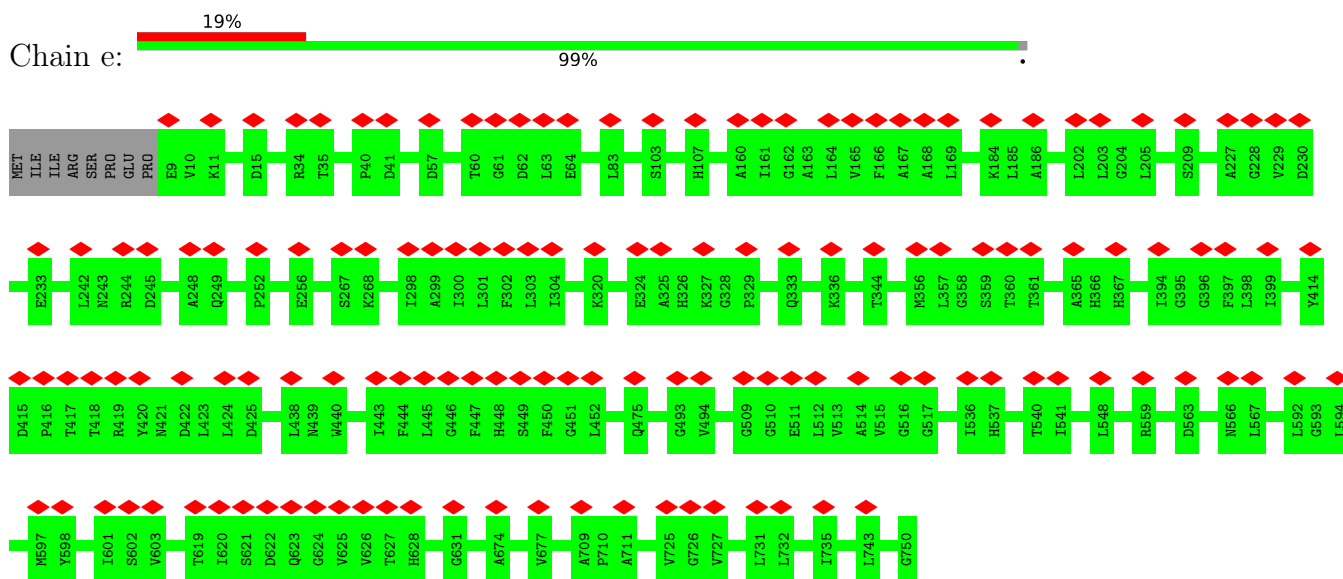 19%
Chain e:
99%
•
MET ILE ILE ARG SER PRO GLU PRO E9 V10 K11 D15 R34 T35 P40 D41 D57 T60 G61 D62 L63 E64 L83 S103 H107 A160 I161 G162 A163 L164 V165 F166 A167 A168 L169 K184 L185 A186 L202 L203 G204 L205 S209 A227 G228 V229 D230
E233 L242 N243 R244 D245 A248 Q249 P252 E256 S267 K268 I298 A299 I300 L301 F302 L303 I304 K320 E324 A325 H326 K327 G328 P329 Q333 K336 T344 M356 L357 G358 S359 T360 T361 A365 H366 H367 I394 G395 G396 F397 L398 I399 Y414
D415 P416 T417 T418 R419 Y420 N421 D422 L423 L424 D425 L438 N439 W440 I443 F444 L445 G446 F447 H448 S449 F450 G451 L452 Q475 G493 V494 G509 G510 E511 L512 V513 A514 V515 G516 G517 I536 H537 T540 I541 L548 R559 D563 N566 L567 L592 G593 L594
M597 Y598 I601 S602 V603 T619 I620 S621 D622 Q623 G624 V625 V626 T627 H628 G631 A674 V677 A709 P710 A711 V725 G726 V727 L731 L732 I735 L743 G750